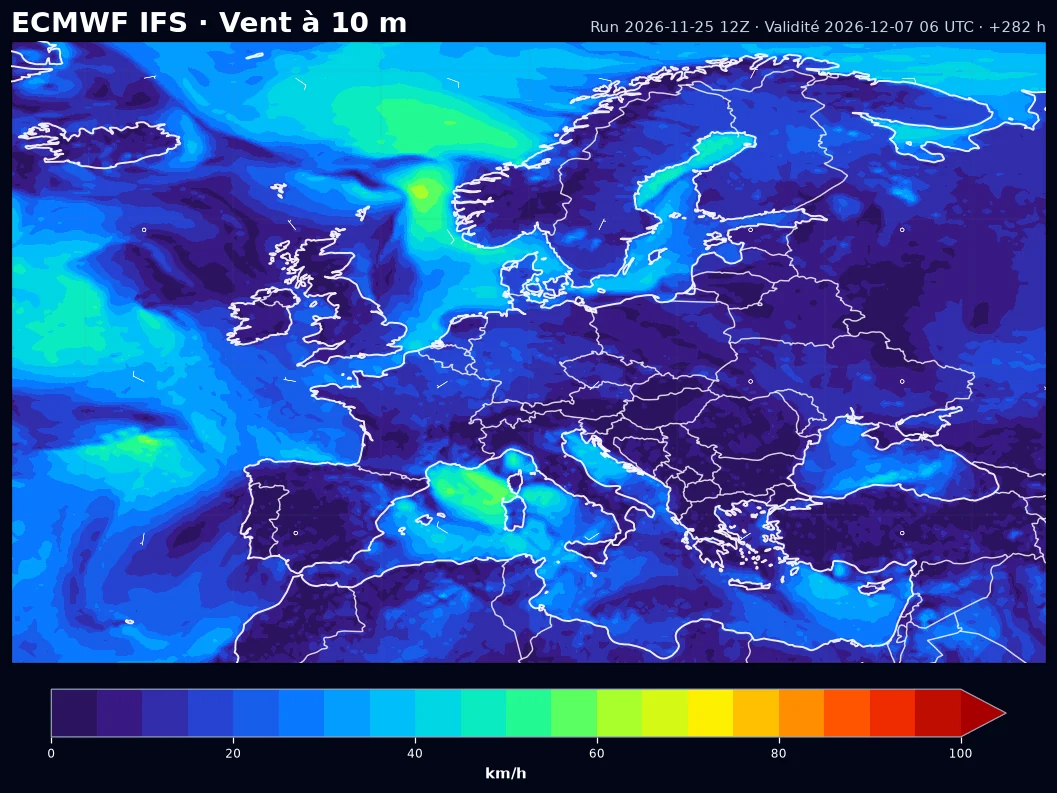 ECMWF IFS · Vent à 10 m
Run 2026-11-25 12Z · Validité 2026-12-07 06 UTC · +282 h
0 20 40 60 80 100
km/h